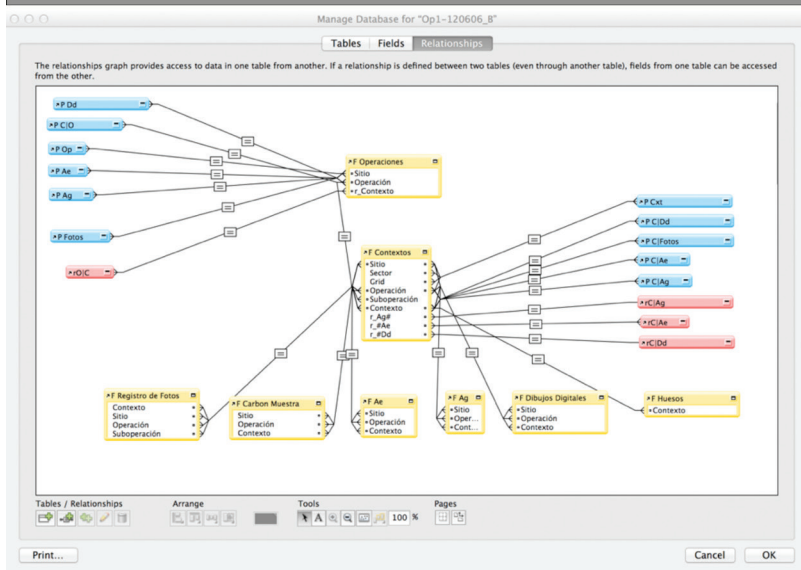 Manage Database for "Op1-120606_8"
Tables Fields Relationships
The relationships graph provides access to data in one table from another. If a relationship is defined between two tables (even through another table), fields from one table can be accessed
from the other.
P Dd
P C|O
P Op
P Ae
P Ag
P Fotos
rO|C
F Operaciones
Sitio
Operación
r_Contexto
F Contextos
Sitio
Sector
Grid
Operación
Suboperación
Contexto
r_Ag#
r_#Ae
r_#Dd
P Cxt
P C|Dd
P C|Fotos
P C|Ae
P C|Ag
rC|Ag
rC|Ae
rC|Dd
F Registro de Fotos
Contexto
Sitio
Operación
Suboperación
F Carbon Muestra
Sitio
Operación
Contexto
F Ae
Sitio
Operación
Contexto
F Ag
Sitio
Oper...
Cont...
F Dibujos Digitales
Sitio
Operación
Contexto
F Huesos
Contexto
Tables / Relationships Arrange Tools Pages
A 100 %
Print... Cancel OK